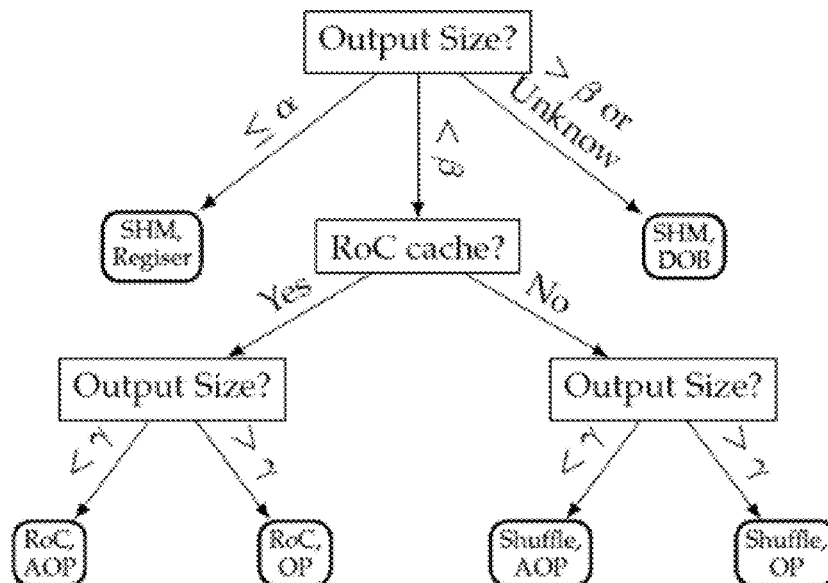 Output Size?
≤ α
< β
> β or
Unknow
SHM,
Regiser
RoC cache?
SHM,
DOB
Yes
No
Output Size?
Output Size?
< γ
> γ
< γ
> γ
RoC,
AOP
RoC,
OP
Shuffle,
AOP
Shuffle,
OP